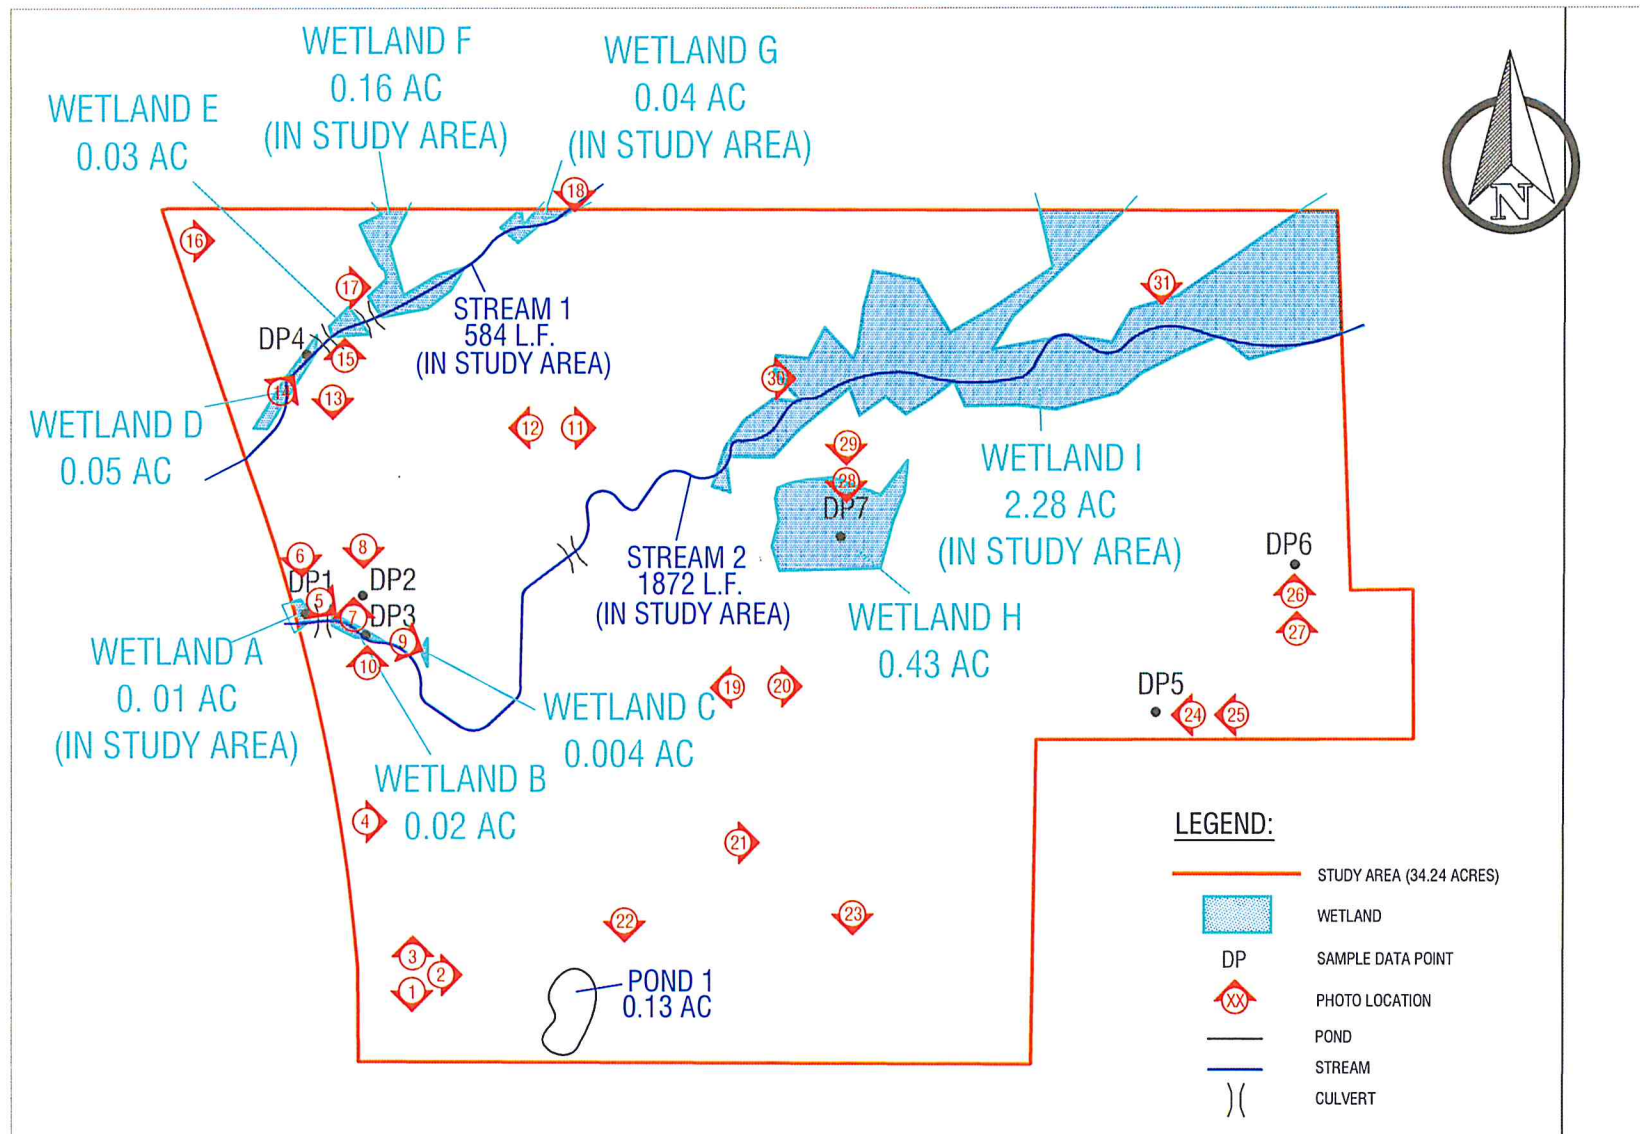 WETLAND F
0.16 AC
(IN STUDY AREA)
WETLAND G
0.04 AC
(IN STUDY AREA)
WETLAND E
0.03 AC
N
18
16
17
STREAM 1
584 L.F.
(IN STUDY AREA)
DP4
15
14
13
WETLAND D
0.05 AC
12
11
31
30
29
28
DP7
WETLAND I
2.28 AC
(IN STUDY AREA)
STREAM 2
1872 L.F.
(IN STUDY AREA)
WETLAND H
0.43 AC
DP6
26
27
6
8
DP1
DP2
5
7
DP3
9
10
WETLAND A
0. 01 AC
(IN STUDY AREA)
WETLAND C
0.004 AC
WETLAND B
0.02 AC
19
20
DP5
24
25
4
21
22
23
3
2
1
POND 1
0.13 AC
LEGEND:
STUDY AREA (34.24 ACRES)
WETLAND
DP
SAMPLE DATA POINT
XX
PHOTO LOCATION
POND
STREAM
CULVERT